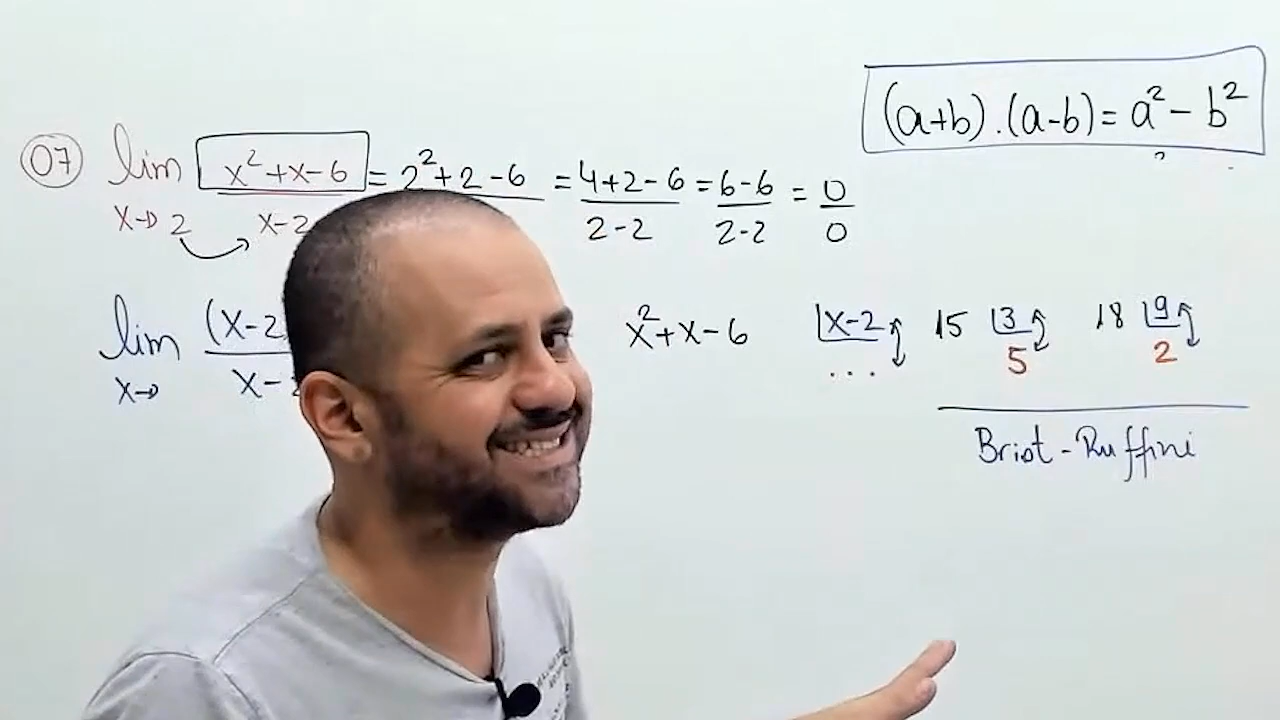 (a+b).(a-b)= a² - b²
07 lim x²+x-6 = 2²+2-6 = 4+2-6 = 6-6 = 0
x→2 x-2 2-2 2-2 0
lim (x-2 x²+x-6 x-2 15 3 18 9
x→ x- ... 5 2
Briot-Ruffini